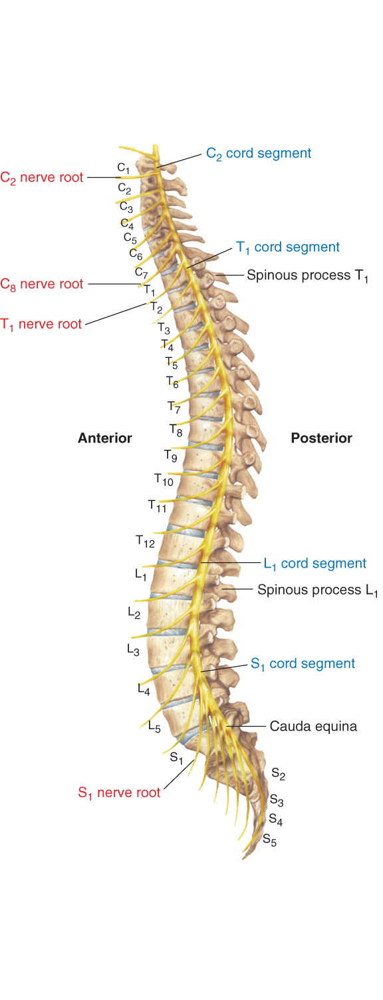 C₂ cord segment
C₁
C₂ nerve root
C₂
C₃
C₄
C₅
T₁ cord segment
C₆
C₇
Spinous process T₁
C₈ nerve root
T₁
T₂
T₁ nerve root
T₃
T₄
T₅
T₆
T₇
T₈
Anterior
Posterior
T₉
T₁₀
T₁₁
T₁₂
L₁ cord segment
L₁
Spinous process L₁
L₂
L₃
S₁ cord segment
L₄
L₅
Cauda equina
S₁
S₂
S₁ nerve root
S₃
S₄
S₅